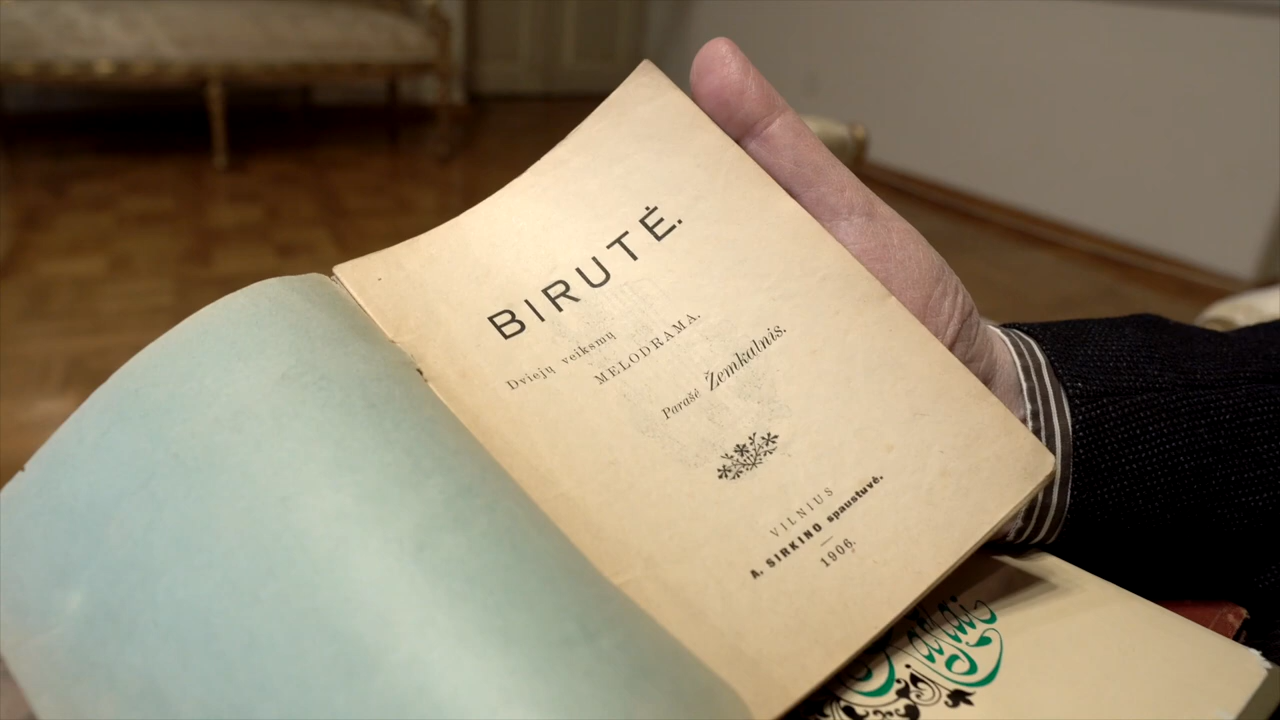 BIRUTĖ.
Dviejų veiksmų
MELODRAMA.
Parašė Žemkalnis.
VILNIUS
A. SIRKINO spaustuvė.
1906.